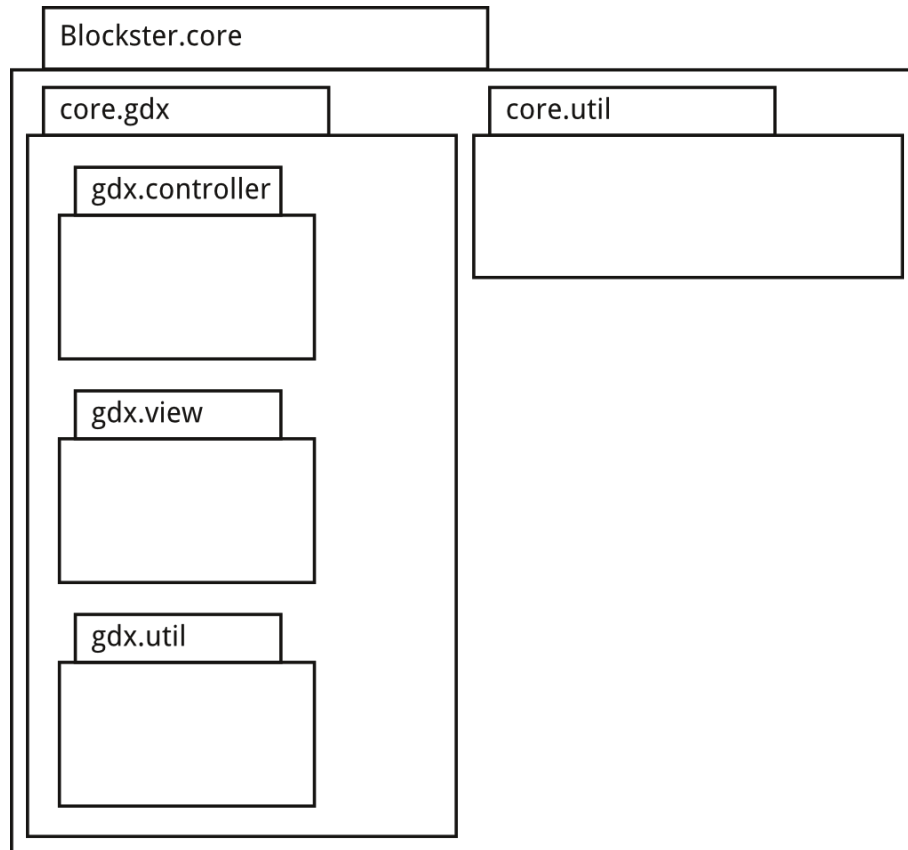 Blockster.core
core.gdx
core.util
gdx.controller
gdx.view
gdx.util